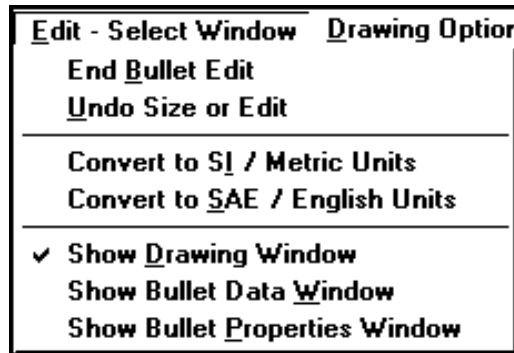 Edit - Select Window Drawing Option
End Bullet Edit
Undo Size or Edit
Convert to SI / Metric Units
Convert to SAE / English Units
✓ Show Drawing Window
Show Bullet Data Window
Show Bullet Properties Window